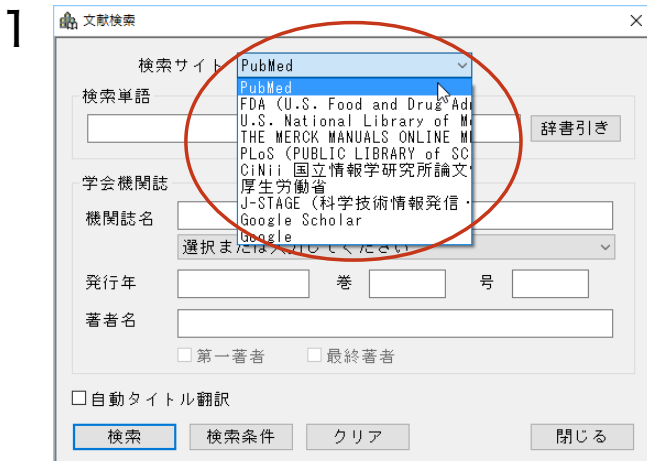 1
文献検索
検索サイト PubMed
PubMed
検索単語
FDA (U.S. Food and Drug Ad
U.S. National Library of M
辞書引き
THE MERCK MANUALS ONLINE M
PLoS (PUBLIC LIBRARY of SC
CiNii 国立情報学研究所論文
学会機関誌
厚生労働省
J-STAGE (科学技術情報発信・
機関誌名
Google Scholar
Google
選択または入力してください
発行年 巻 号
著者名
第一著者 最終著者
自動タイトル翻訳
検索 検索条件 クリア 閉じる